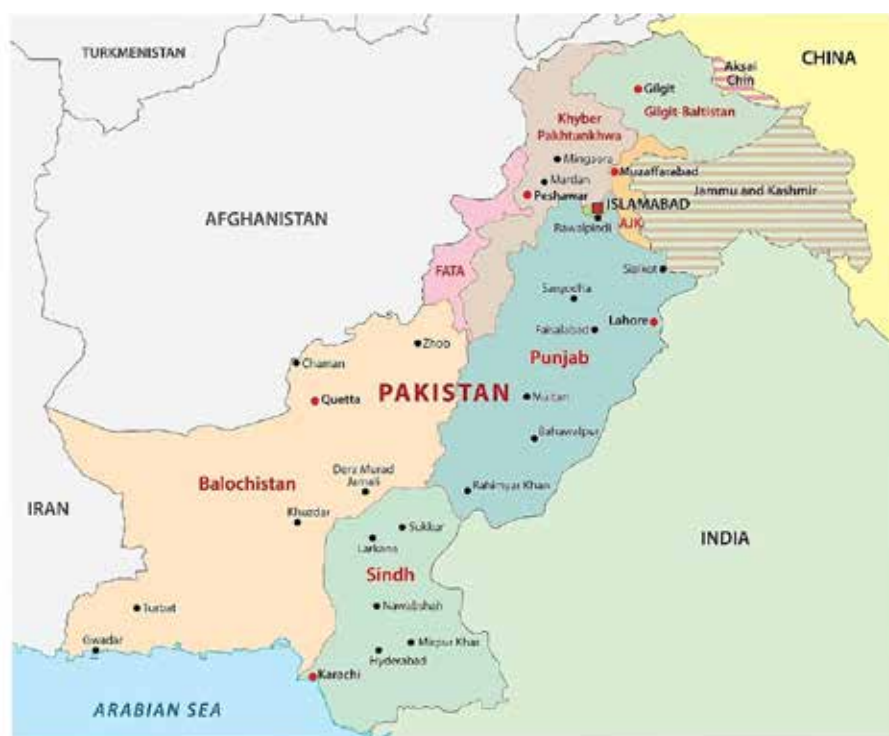 TURKMENISTAN
CHINA
Aksai
Chin
Gilgit
Gilgit-Baltistan
Khyber
Pakhtunkhwa
Mingaora
Muzaffarabad
Mardan
Jammu and Kashmir
Peshawar
ISLAMABAD
AFGHANISTAN
AJK
Rawalpindi
FATA
Sialkot
Sargodha
Lahore
Faisalabad
Zhob
Punjab
Chaman
PAKISTAN
Quetta
Multan
Bahawalpur
Dera Murad
Jamali
Balochistan
Rahimyar Khan
IRAN
Khuzdar
Sukkur
INDIA
Larkana
Sindh
Turbat
Nawabshah
Gwadar
Mirpur Khas
Hyderabad
Karachi
ARABIAN SEA